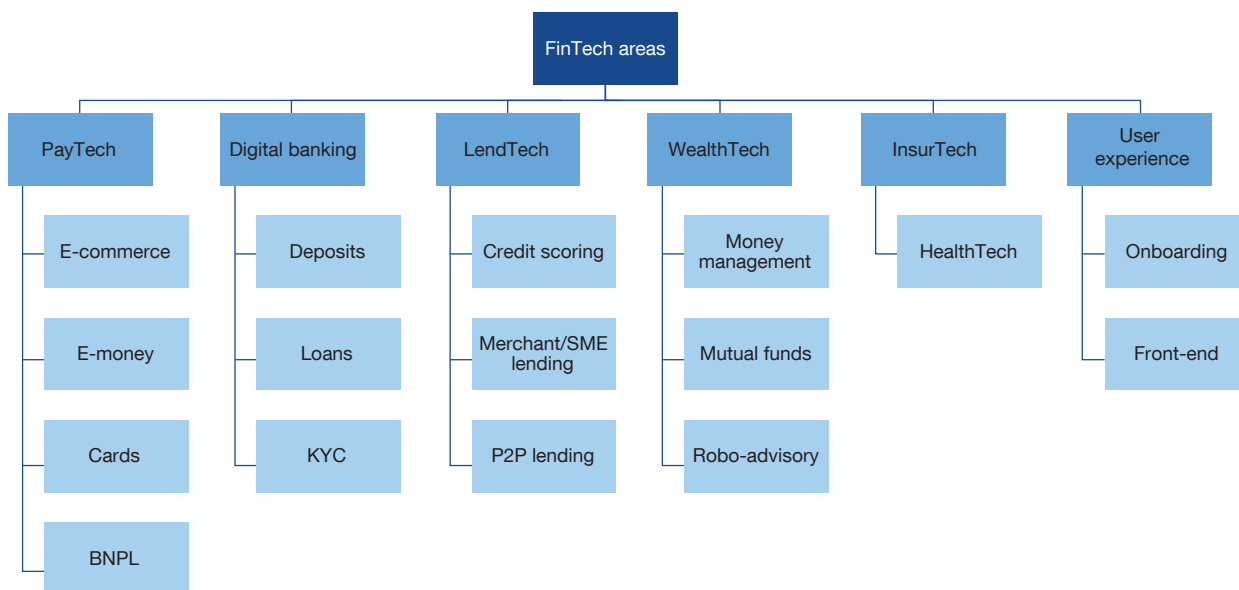 FinTech areas
PayTech
Digital banking
LendTech
WealthTech
InsurTech
User
experience
E-commerce
Deposits
Credit scoring
Money
management
HealthTech
Onboarding
E-money
Loans
Merchant/SME
lending
Mutual funds
Front-end
Cards
KYC
P2P lending
Robo-advisory
BNPL